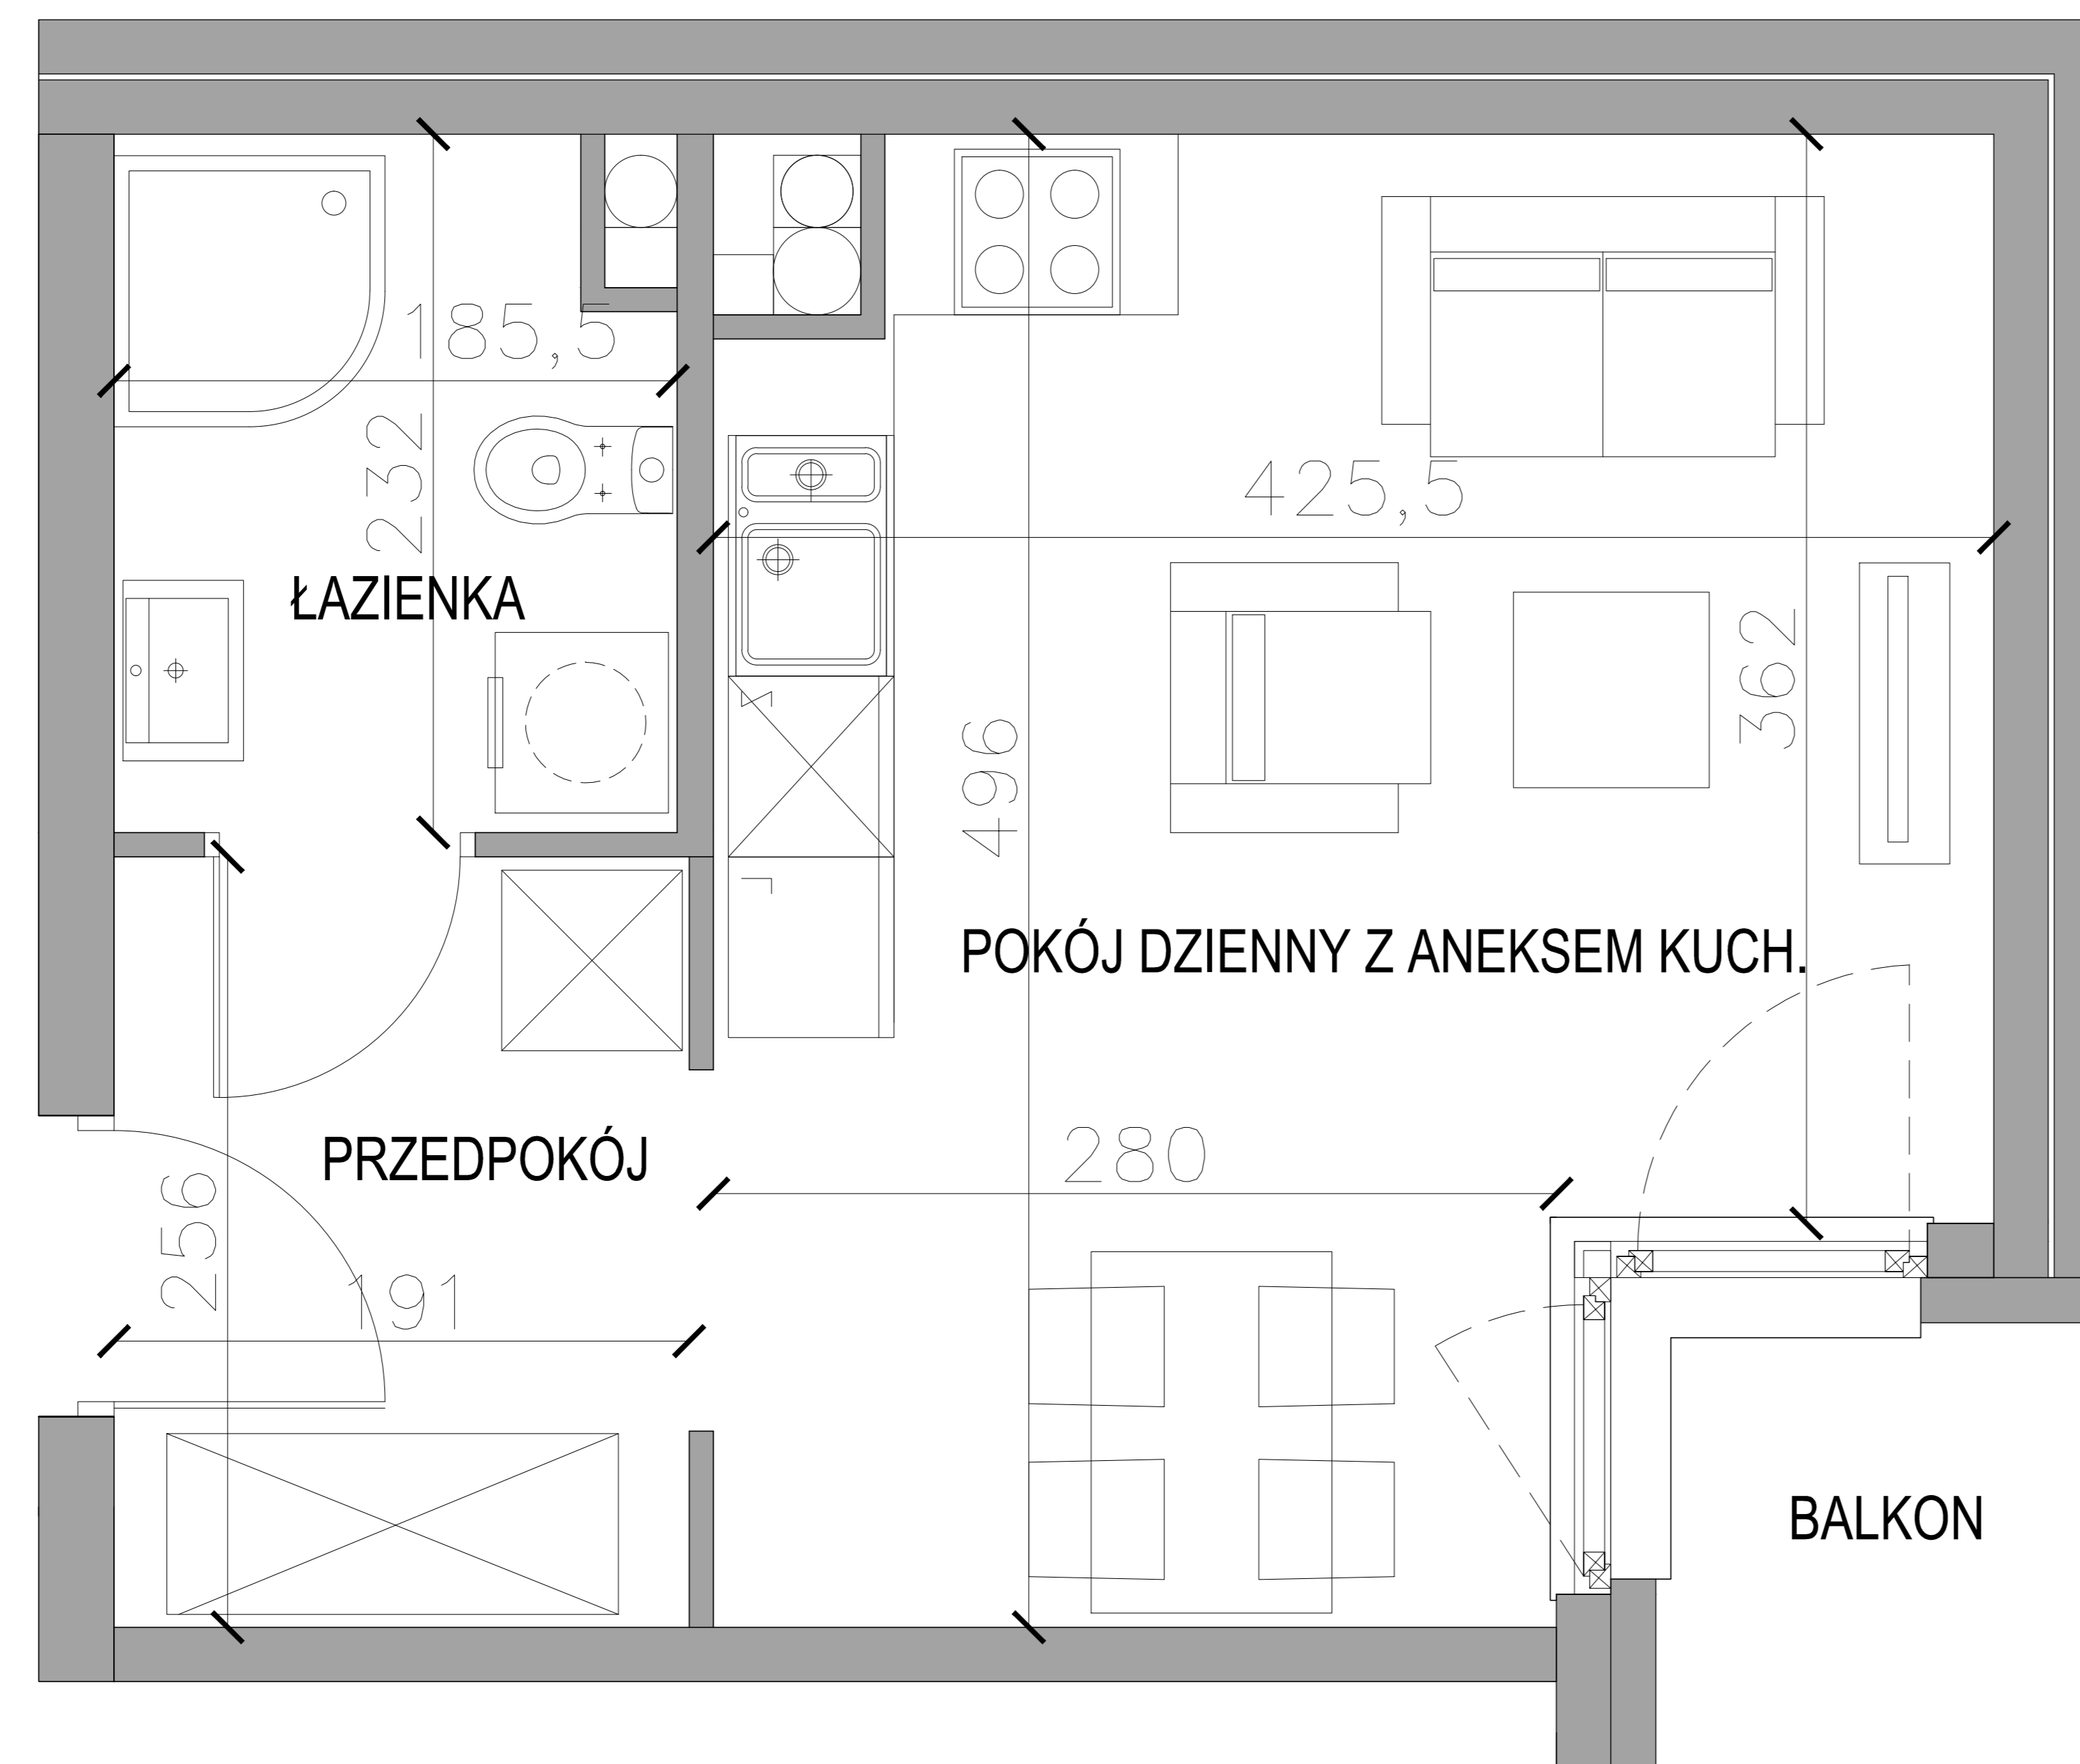 185,5
232
ŁAZIENKA
425,5
362
496
POKÓJ DZIENNY Z ANEKSEM KUCH.
PRZEDPOKÓJ
280
256
191
BALKON